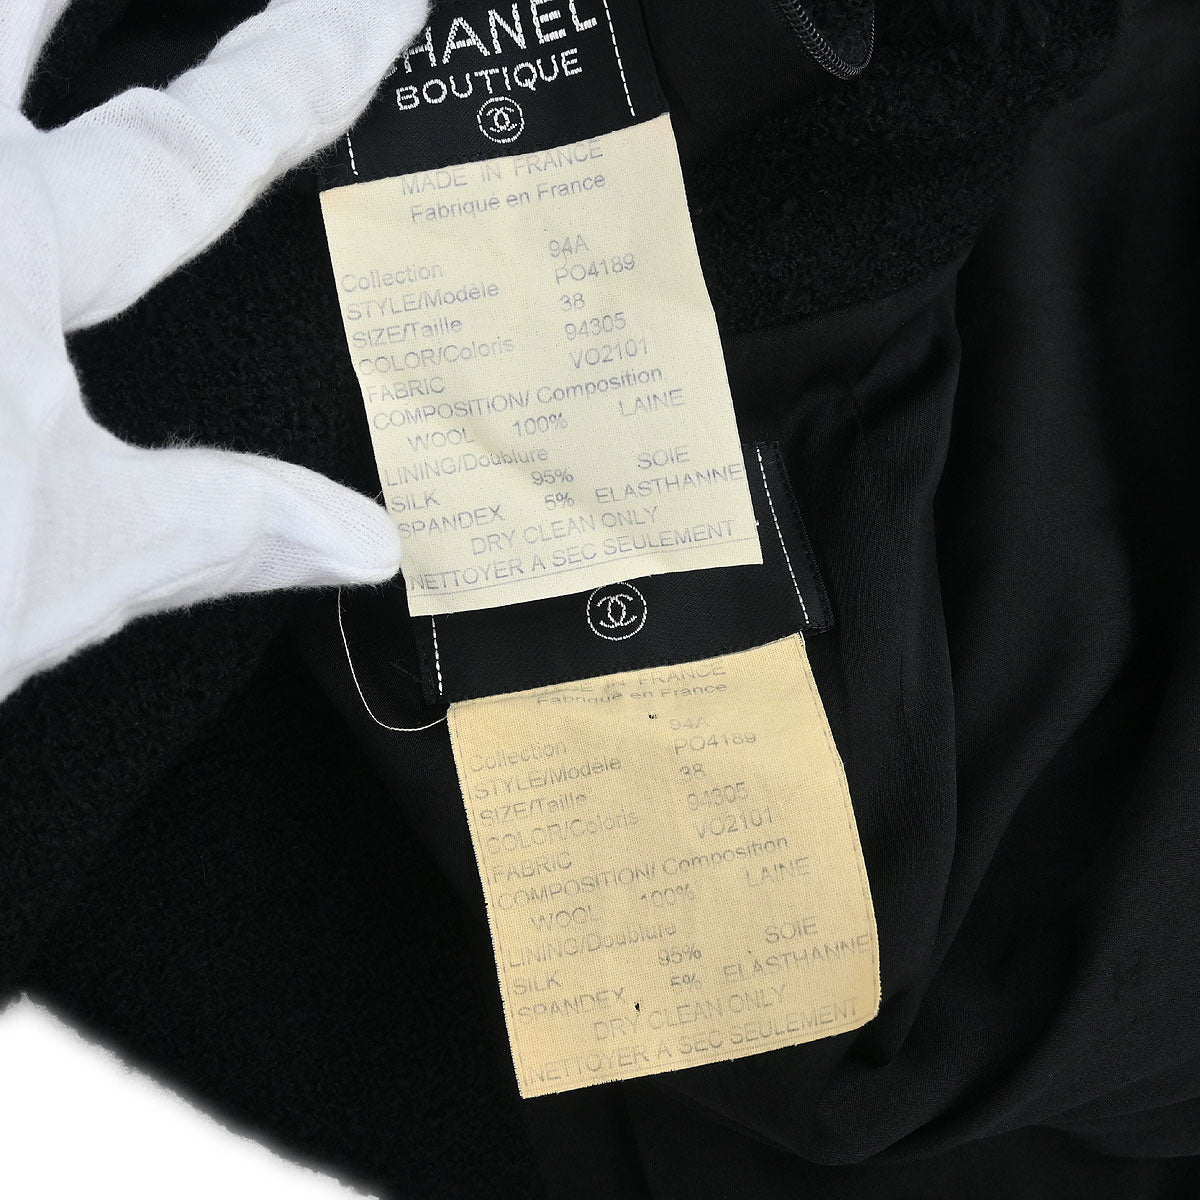 CHANEL
BOUTIQUE
MADE IN FRANCE
Fabriqué en France
Collection 94A
STYLE/Modèle PO4189
SIZE/Taille 38
COLOR/Coloris 94305
FABRIC VO2101
COMPOSITION/ Composition
WOOL 100% LAINE
LINING/Doublure
SILK 95% SOIE
SPANDEX 5% ELASTHANNE
DRY CLEAN ONLY
NETTOYER A SEC SEULEMENT
IN FRANCE
Fabriqué en France
Collection 94A
STYLE/Modèle PO4189
SIZE/Taille 38
COLOR/Coloris 94305
FABRIC VO2101
COMPOSITION/ Composition
WOOL 100% LAINE
LINING/Doublure
SILK 95% SOIE
SPANDEX 5% ELASTHANNE
DRY CLEAN ONLY
NETTOYER A SEC SEULEMENT